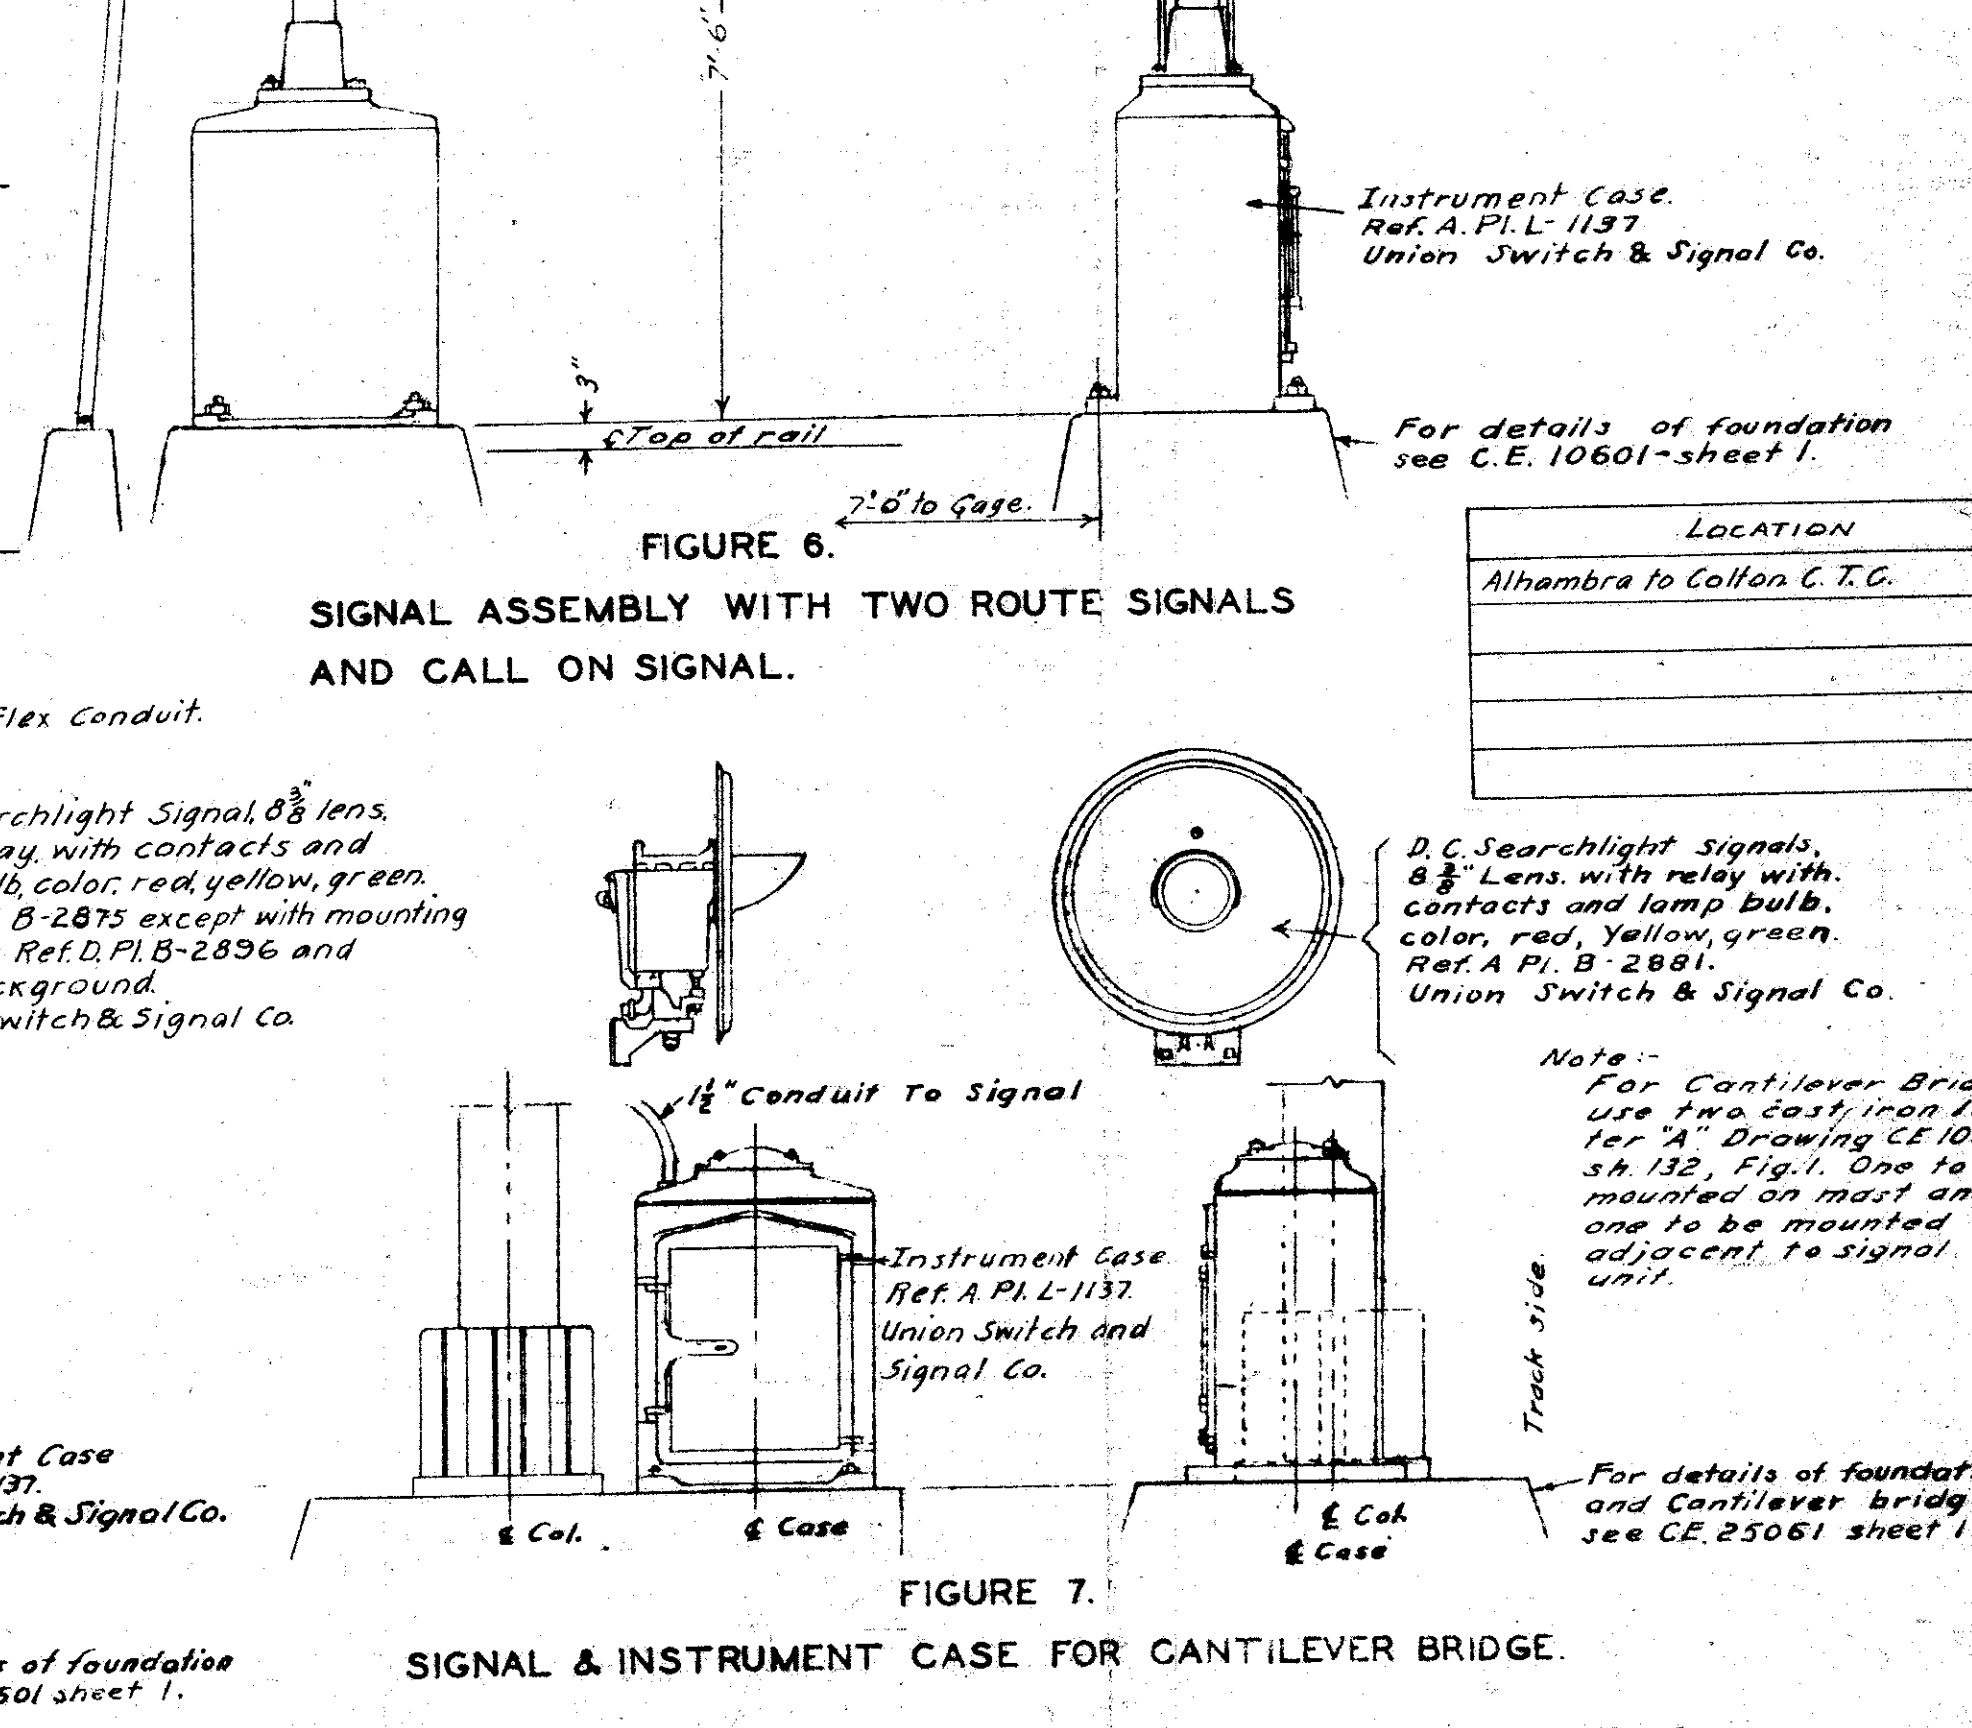 7'-6"
Instrument Case.
Ref. A. Pl. L-1137
Union Switch & Signal Co.
3"
℄ Top of rail
For details of foundation
see C.E. 10601-sheet 1.
7'-0" to Gage.
FIGURE 6.
SIGNAL ASSEMBLY WITH TWO ROUTE SIGNALS
AND CALL ON SIGNAL.
LOCATION
Alhambra to Colton C.T.C.
Flex Conduit.
rchlight Signal, 8 3/8" lens,
ay, with contacts and
lb, color, red, yellow, green.
B-2875 except with mounting
Ref. D. Pl. B-2896 and
ckground.
witch & Signal Co.
D.C. Searchlight Signals,
8 3/8" Lens. with relay with.
contacts and lamp bulb,
color, red, Yellow, green.
Ref. A Pl. B-2881.
Union Switch & Signal Co.
Note:-
For Cantilever Brid
use two cast iron
ter "A" Drawing CE 10
sh. 132, Fig. 1. One to
mounted on mast an
one to be mounted
adjacent to signal
unit.
1 1/2" Conduit To Signal
Instrument Case
Ref. A. Pl. L-1137.
Union Switch and
Signal Co.
Track side.
nt Case
137.
ch & Signal Co.
For details of foundat
and Cantilever bridg
see CE. 25061 sheet 1
℄ Col.
℄ Case
℄ Col.
℄ Case
FIGURE 7.
SIGNAL & INSTRUMENT CASE FOR CANTILEVER BRIDGE.
s of foundation
501 sheet 1.